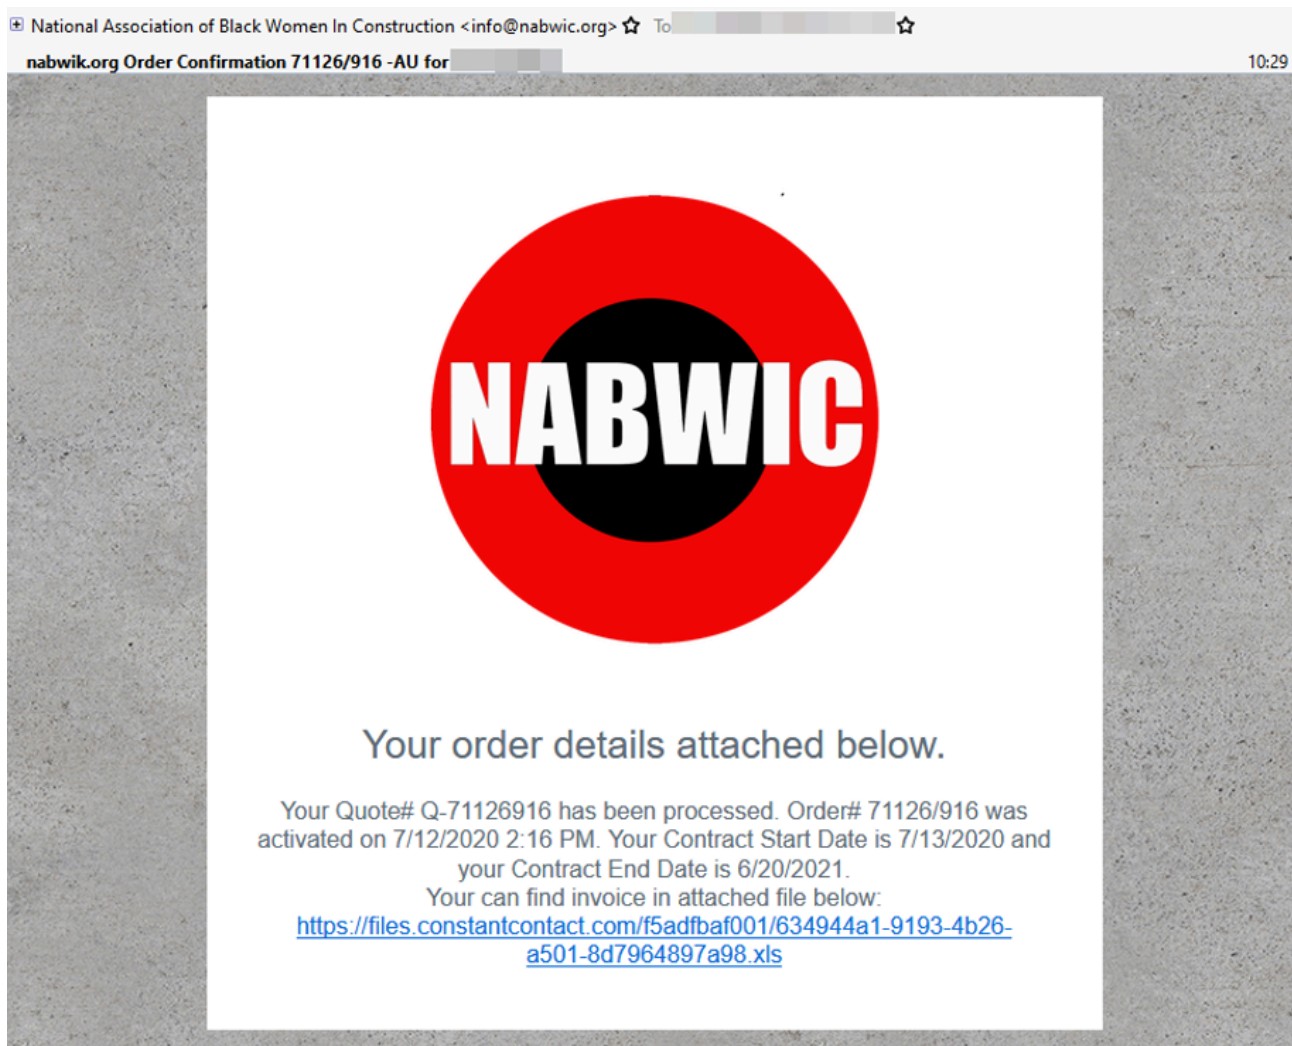 National Association of Black Women In Construction <info@nabwic.org> To
nabwik.org Order Confirmation 71126/916 -AU for 10:29
NABWIC
Your order details attached below.
Your Quote# Q-71126916 has been processed. Order# 71126/916 was
activated on 7/12/2020 2:16 PM. Your Contract Start Date is 7/13/2020 and
your Contract End Date is 6/20/2021.
Your can find invoice in attached file below:
https://files.constantcontact.com/f5adfbaf001/634944a1-9193-4b26-
a501-8d7964897a98.xls